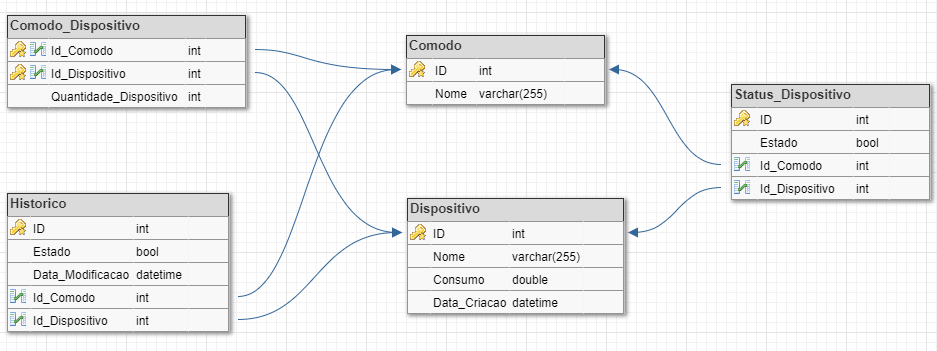 Comodo_Dispositivo
Id_Comodo int
Id_Dispositivo int
Quantidade_Dispositivo int
Comodo
ID int
Nome varchar(255)
Status_Dispositivo
ID int
Estado bool
Id_Comodo int
Id_Dispositivo int
Historico
ID int
Estado bool
Data_Modificacao datetime
Id_Comodo int
Id_Dispositivo int
Dispositivo
ID int
Nome varchar(255)
Consumo double
Data_Criacao datetime